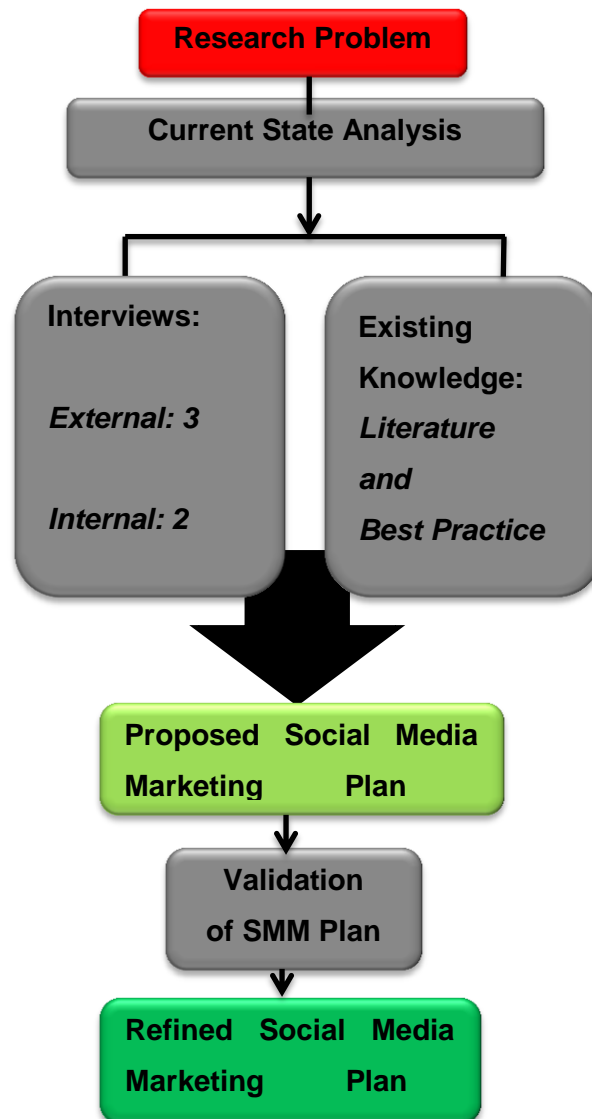 Research Problem
Current State Analysis
Interviews:
External: 3
Internal: 2
Existing
Knowledge:
Literature
and
Best Practice
Proposed Social Media
Marketing Plan
Validation
of SMM Plan
Refined Social Media
Marketing Plan